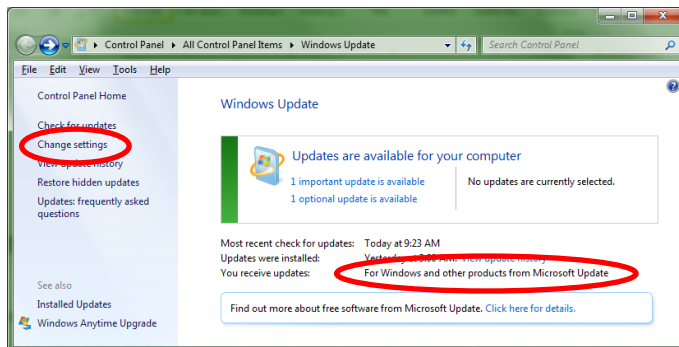 Control Panel ▸ All Control Panel Items ▸ Windows Update
Search Control Panel
File Edit View Tools Help
Control Panel Home
Check for updates
Change settings
View update history
Restore hidden updates
Updates: frequently asked
questions
See also
Installed Updates
Windows Anytime Upgrade
Windows Update
Updates are available for your computer
1 important update is available
1 optional update is available
No updates are currently selected.
Most recent check for updates: Today at 9:23 AM
Updates were installed: Yesterday at AM. View update history
You receive updates: For Windows and other products from Microsoft Update
Find out more about free software from Microsoft Update. Click here for details.